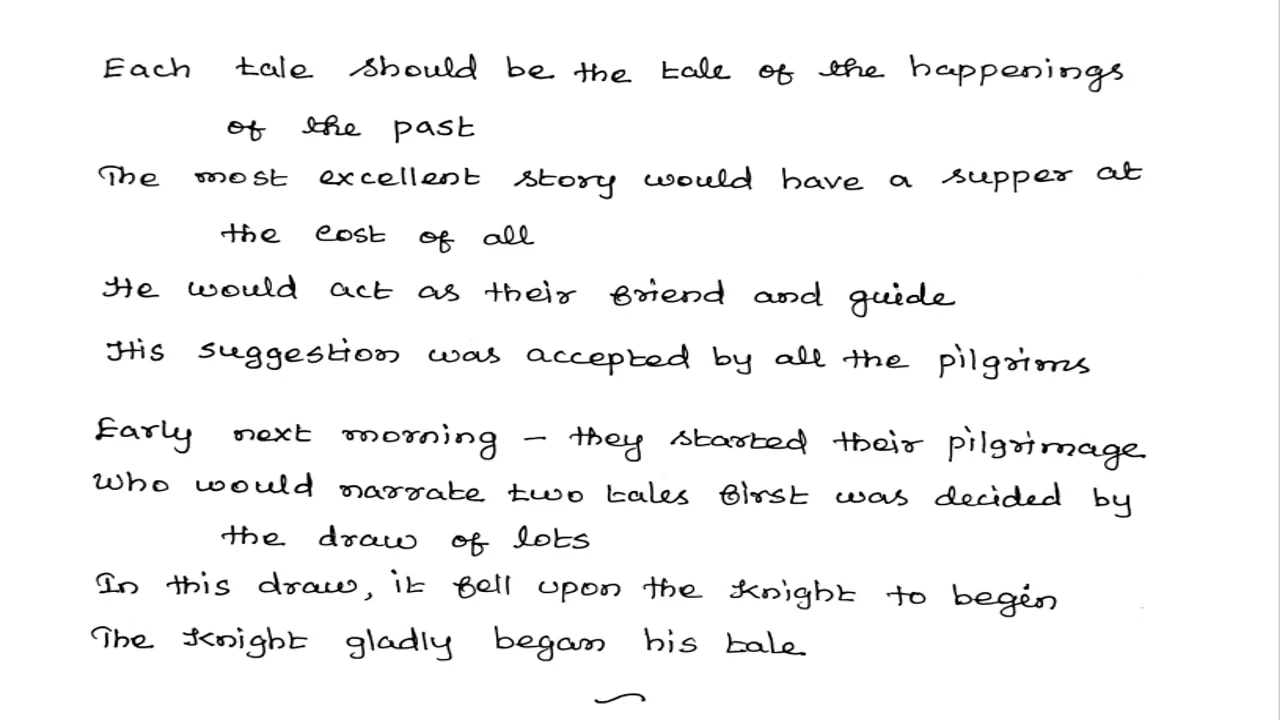 Each tale should be the tale of the happenings
of the past
The most excellent story would have a supper at
the cost of all
He would act as their friend and guide
His suggestion was accepted by all the pilgrims
Early next morning – they started their pilgrimage
Who would narrate two tales first was decided by
the draw of lots
In this draw, it fell upon the Knight to begin
The Knight gladly began his tale.